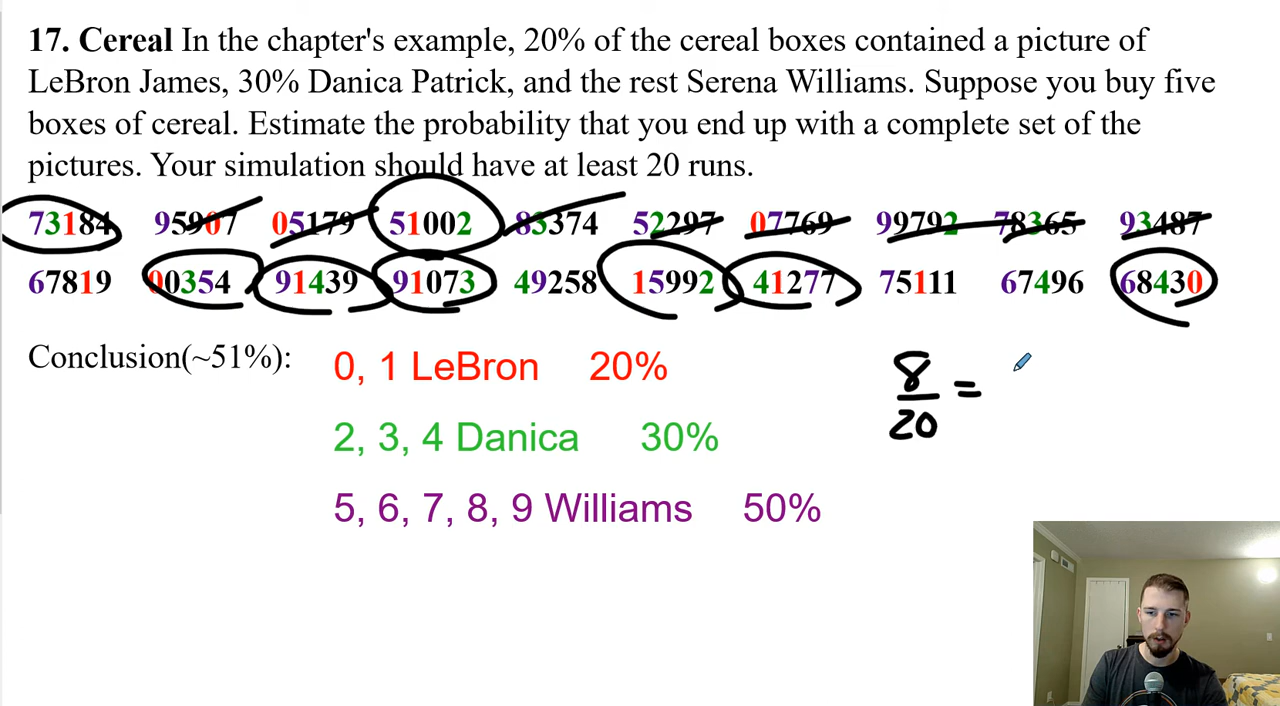 17. Cereal In the chapter's example, 20% of the cereal boxes contained a picture of
LeBron James, 30% Danica Patrick, and the rest Serena Williams. Suppose you buy five
boxes of cereal. Estimate the probability that you end up with a complete set of the
pictures. Your simulation should have at least 20 runs.
73184 95907 05179 51002 83374 52297 07769 99792 78365 93487
67819 00354 91439 91073 49258 15992 41277 75111 67496 68430
Conclusion(~51%):
0, 1 LeBron 20%
2, 3, 4 Danica 30%
5, 6, 7, 8, 9 Williams 50%
8
20 =